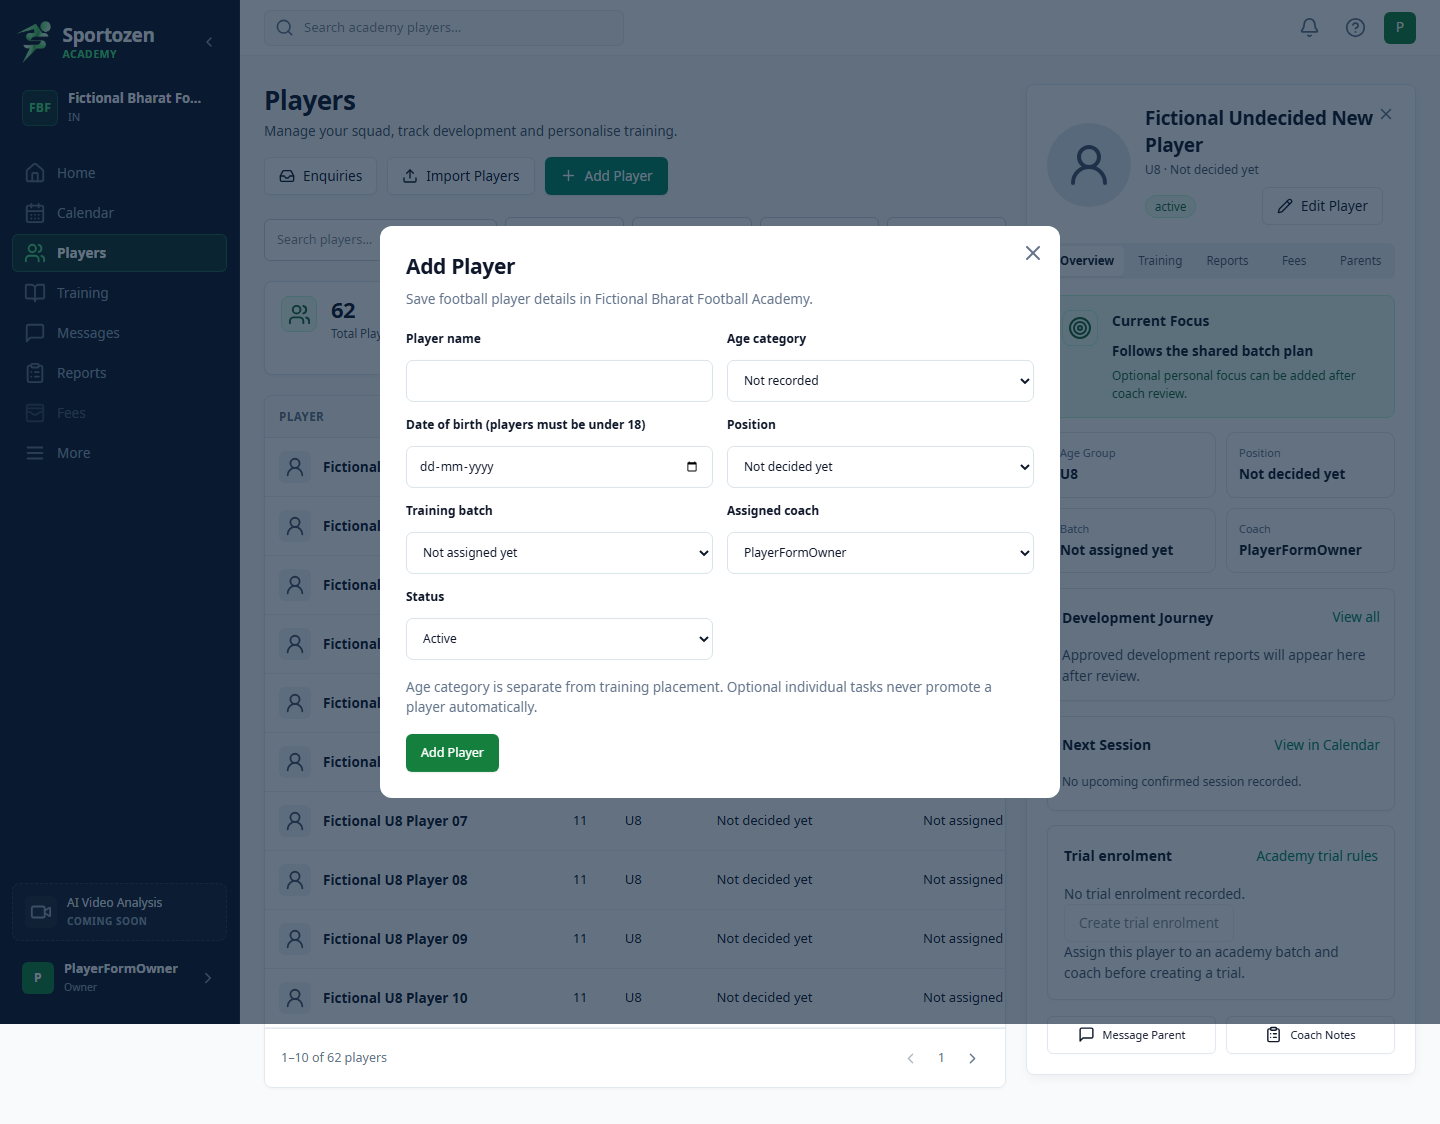 Sportozen
ACADEMY
FBF
Fictional Bharat Fo...
IN
Home
Calendar
Players
Training
Messages
Reports
Fees
More
AI Video Analysis
COMING SOON
P
PlayerFormOwner
Owner
Search academy players...
P
Players
Manage your squad, track development and personalise training.
Enquiries
Import Players
Add Player
Search players...
62
Total Play
PLAYER
Fictional
Fictional
Fictional
Fictional
Fictional
Fictional
Fictional U8 Player 07 11 U8 Not decided yet Not assigned
Fictional U8 Player 08 11 U8 Not decided yet Not assigned
Fictional U8 Player 09 11 U8 Not decided yet Not assigned
Fictional U8 Player 10 11 U8 Not decided yet Not assigned
1–10 of 62 players
1
Add Player
Save football player details in Fictional Bharat Football Academy.
Player name
Age category
Not recorded
Date of birth (players must be under 18)
Position
dd-mm-yyyy
Not decided yet
Training batch
Assigned coach
Not assigned yet
PlayerFormOwner
Status
Active
Age category is separate from training placement. Optional individual tasks never promote a
player automatically.
Add Player
Fictional Undecided New
Player
U8 · Not decided yet
active
Edit Player
Overview
Training
Reports
Fees
Parents
Current Focus
Follows the shared batch plan
Optional personal focus can be added after
coach review.
Age Group
U8
Position
Not decided yet
Batch
Not assigned yet
Coach
PlayerFormOwner
Development Journey
View all
Approved development reports will appear here
after review.
Next Session
View in Calendar
No upcoming confirmed session recorded.
Trial enrolment
Academy trial rules
No trial enrolment recorded.
Create trial enrolment
Assign this player to an academy batch and
coach before creating a trial.
Message Parent
Coach Notes